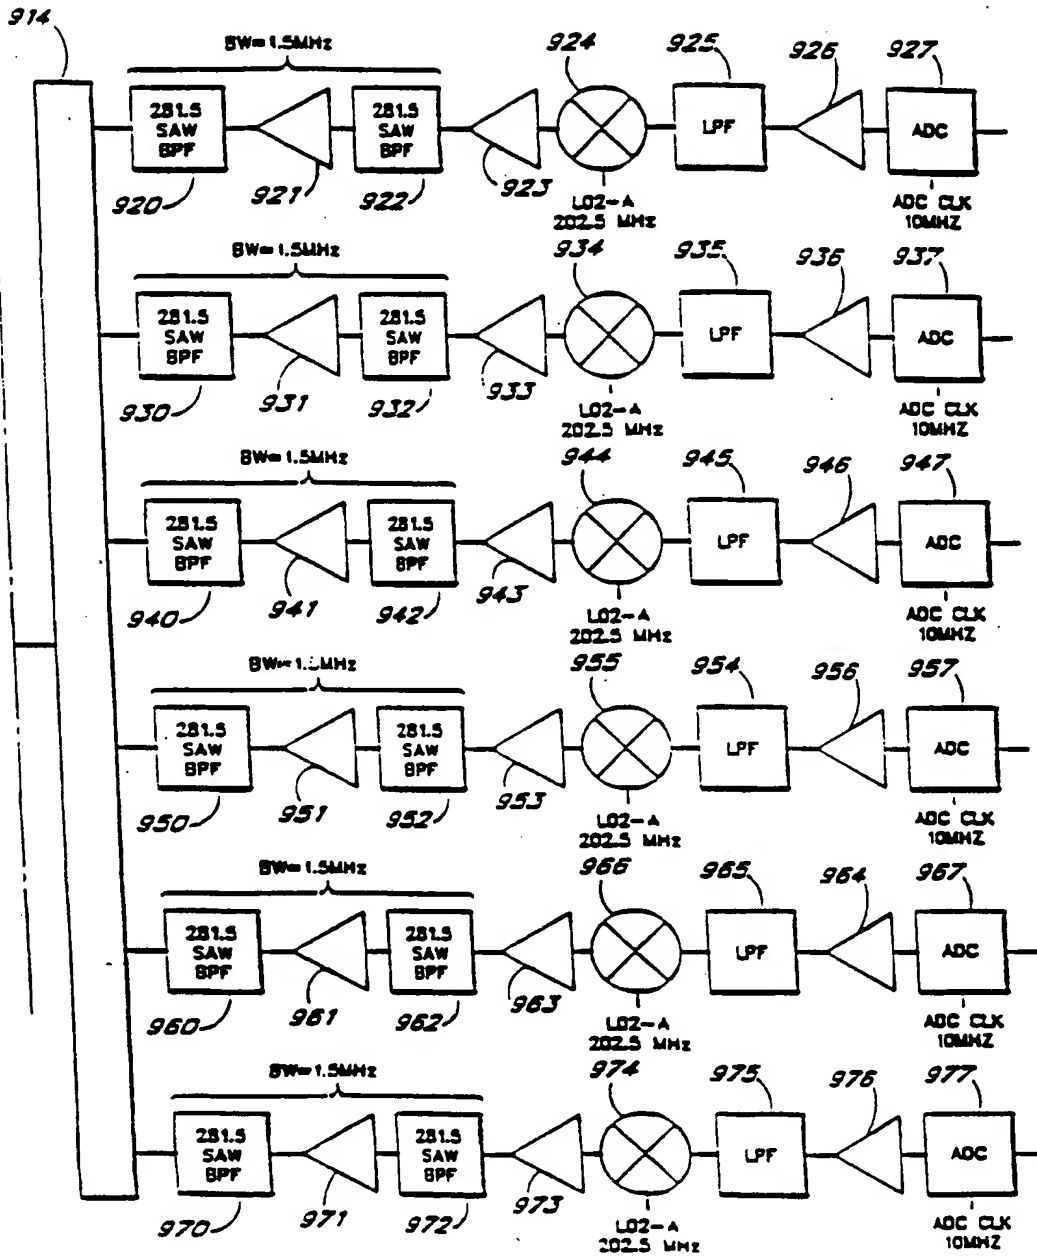 914
BW=1.5MHz
924
925
926
927
281.5
SAW
BPF
281.5
SAW
BPF
LPF
ADC
920
921
922
923
LO2-A
202.5 MHz
ADC CLK
10MHZ
BW=1.5MHz
934
935
936
937
281.5
SAW
BPF
281.5
SAW
BPF
LPF
ADC
930
931
932
933
LO2-A
202.5 MHz
ADC CLK
10MHZ
BW=1.5MHz
944
945
946
947
281.5
SAW
BPF
281.5
SAW
BPF
LPF
ADC
940
941
942
943
LO2-A
202.5 MHz
ADC CLK
10MHZ
BW=1.5MHz
955
954
956
957
281.5
SAW
BPF
281.5
SAW
BPF
LPF
ADC
950
951
952
953
LO2-A
202.5 MHz
ADC CLK
10MHZ
BW=1.5MHz
966
965
964
967
281.5
SAW
BPF
281.5
SAW
BPF
LPF
ADC
960
961
962
963
LO2-A
202.5 MHz
ADC CLK
10MHZ
BW=1.5MHz
974
975
976
977
281.5
SAW
BPF
281.5
SAW
BPF
LPF
ADC
970
971
972
973
LO2-A
202.5 MHz
ADC CLK
10MHZ